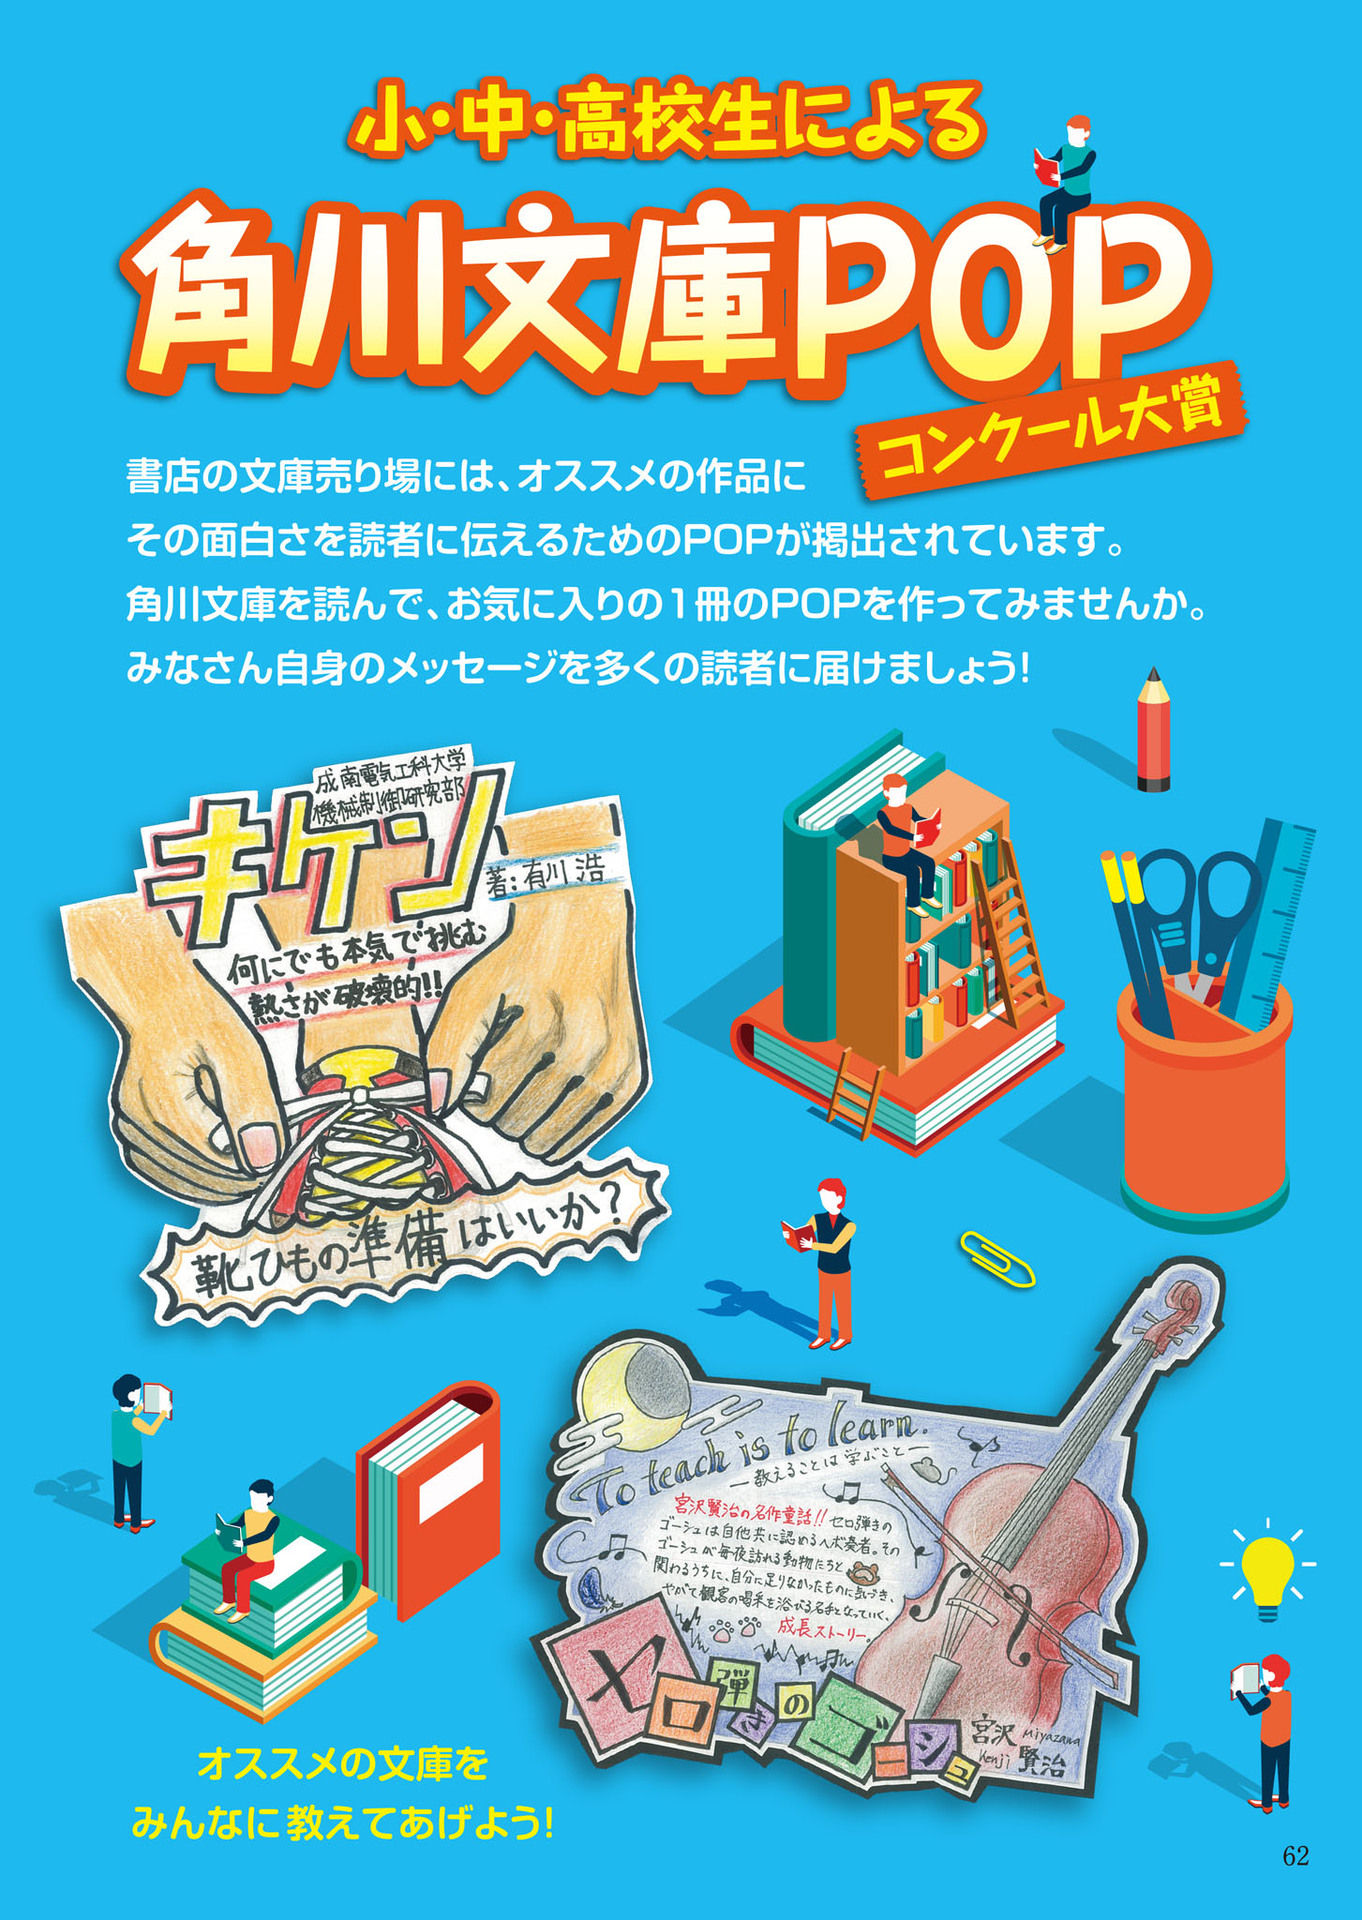 小・中・高校生による
角川文庫POP
コンクール大賞
書店の文庫売り場には、オススメの作品に
その面白さを読者に伝えるためのPOPが掲出されています。
角川文庫を読んで、お気に入りの1冊のPOPを作ってみませんか。
みなさん自身のメッセージを多くの読者に届けましょう!
成南電気工科大学
機械制御研究部
キケン
著:有川 浩
何にでも本気で挑む
熱さが破壊的!!
靴ひもの準備はいいか?
To teach is to learn.
―教えることは学ぶこと―
宮沢賢治の名作童話!! セロ弾きの
ゴーシュは自他共に認めるヘボ奏者。その
ゴーシュが毎夜訪れる動物たちと
関わるうちに、自分に足りなかったものに気づき、
やがて観客の喝采を浴びる名手となっていく、
成長ストーリー。
セロ弾きのゴーシュ
宮沢 Miyazawa
Kenji 賢治
オススメの文庫を
みんなに教えてあげよう!
62